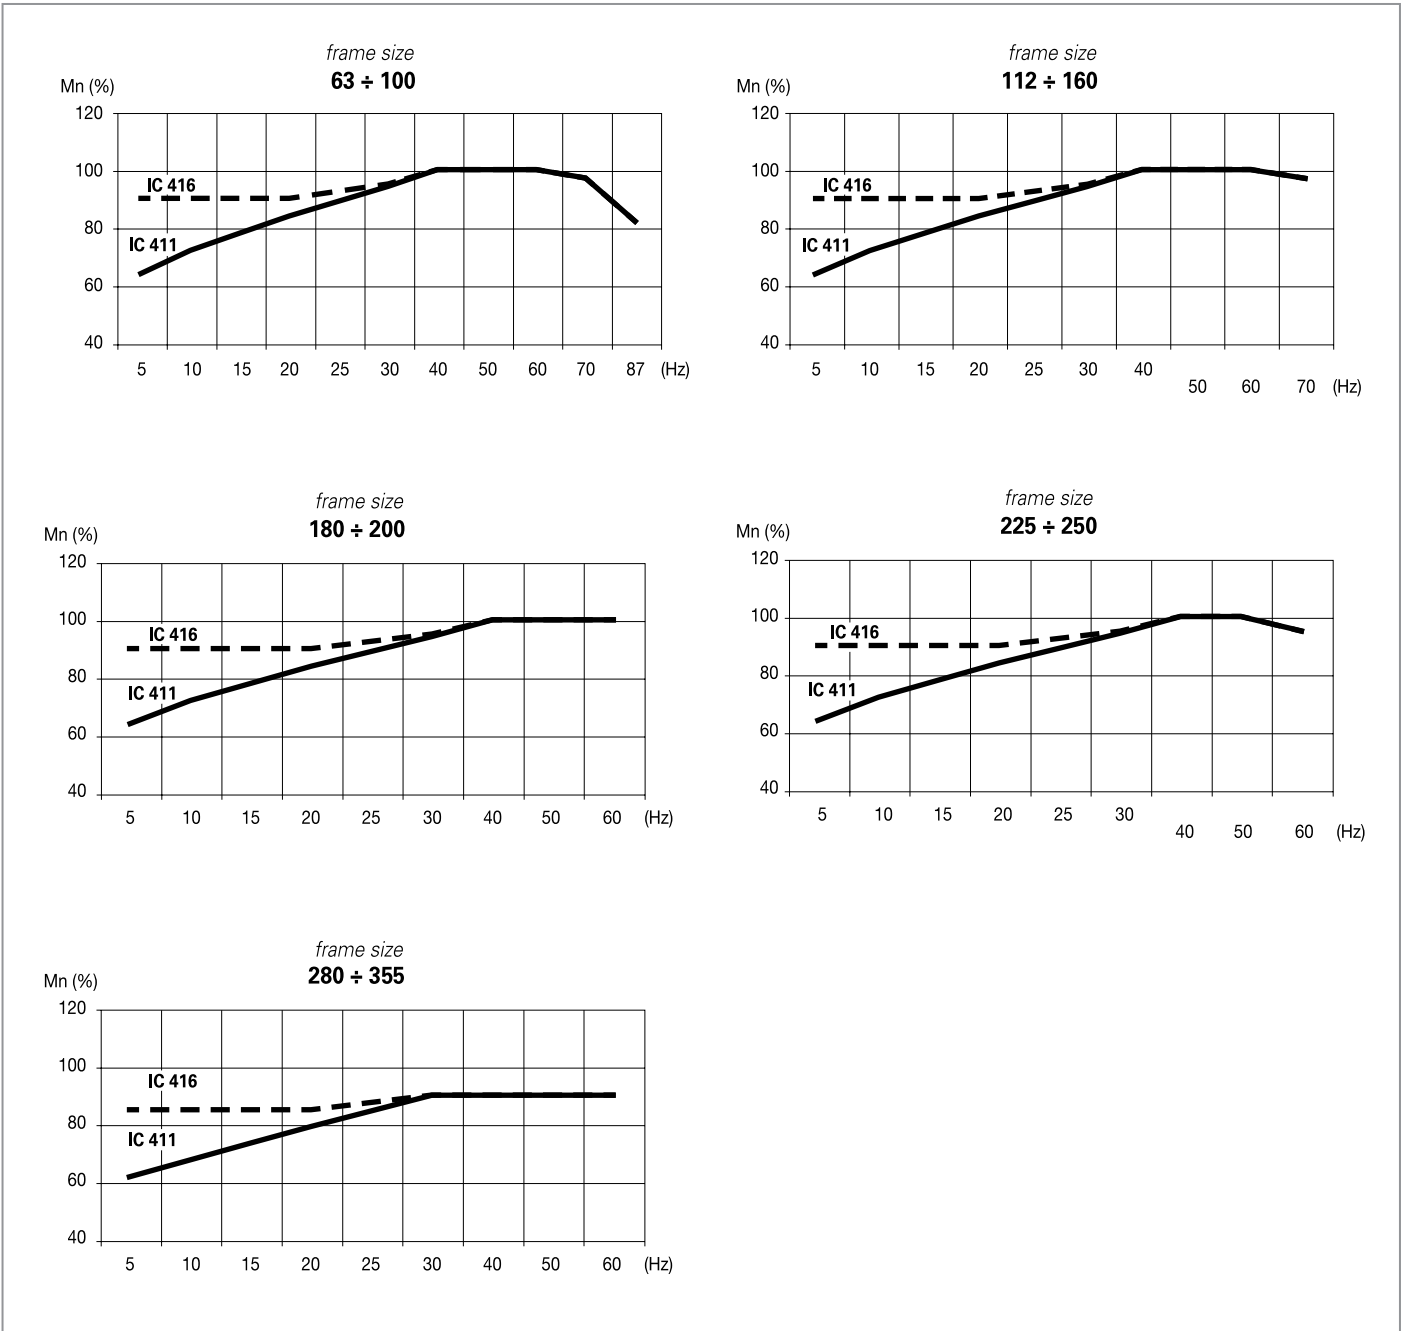 frame size
63 ÷ 100
Mn (%)
120
100
80
60
40
IC 416
IC 411
5 10 15 20 25 30 40 50 60 70 87 (Hz)
frame size
112 ÷ 160
Mn (%)
120
100
80
60
40
IC 416
IC 411
5 10 15 20 25 30 40
50 60 70 (Hz)
frame size
180 ÷ 200
Mn (%)
120
100
80
60
40
IC 416
IC 411
5 10 15 20 25 30 40 50 60 (Hz)
frame size
225 ÷ 250
Mn (%)
120
100
80
60
40
IC 416
IC 411
5 10 15 20 25 30
40 50 60 (Hz)
frame size
280 ÷ 355
Mn (%)
120
100
80
60
40
IC 416
IC 411
5 10 15 20 25 30 40 50 60 (Hz)